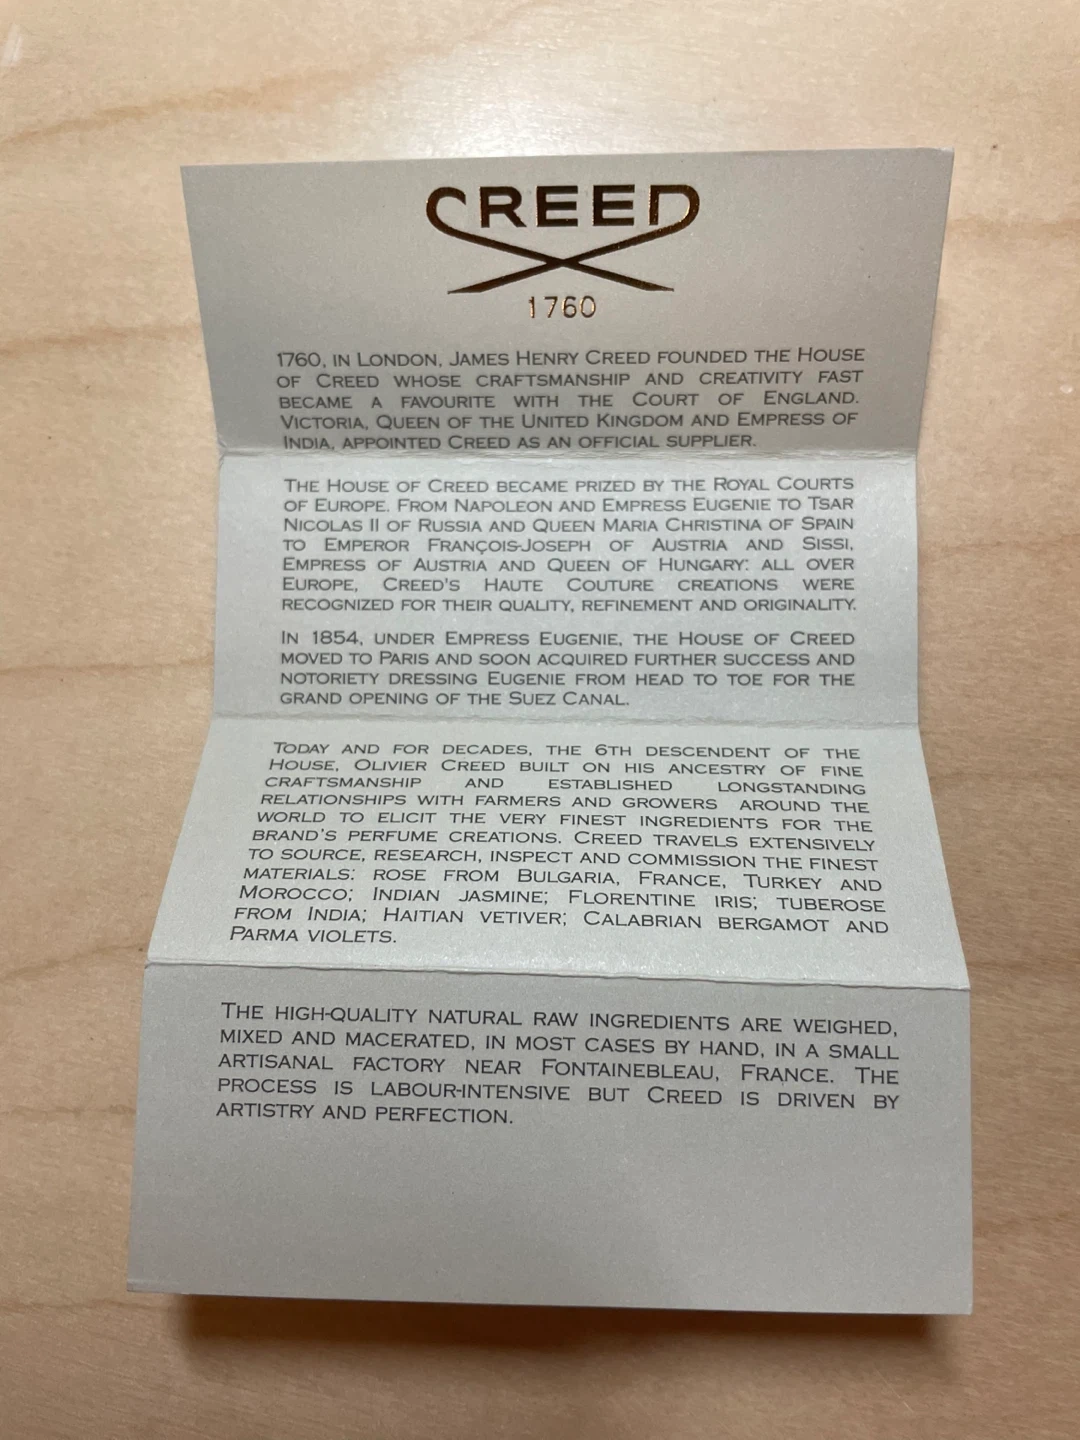 CREED
1760
1760, IN LONDON, JAMES HENRY CREED FOUNDED THE HOUSE
OF CREED WHOSE CRAFTSMANSHIP AND CREATIVITY FAST
BECAME A FAVOURITE WITH THE COURT OF ENGLAND.
VICTORIA, QUEEN OF THE UNITED KINGDOM AND EMPRESS OF
INDIA, APPOINTED CREED AS AN OFFICIAL SUPPLIER.
THE HOUSE OF CREED BECAME PRIZED BY THE ROYAL COURTS
OF EUROPE. FROM NAPOLEON AND EMPRESS EUGENIE TO TSAR
NICOLAS II OF RUSSIA AND QUEEN MARIA CHRISTINA OF SPAIN
TO EMPEROR FRANÇOIS-JOSEPH OF AUSTRIA AND SISSI,
EMPRESS OF AUSTRIA AND QUEEN OF HUNGARY: ALL OVER
EUROPE, CREED'S HAUTE COUTURE CREATIONS WERE
RECOGNIZED FOR THEIR QUALITY, REFINEMENT AND ORIGINALITY.
IN 1854, UNDER EMPRESS EUGENIE, THE HOUSE OF CREED
MOVED TO PARIS AND SOON ACQUIRED FURTHER SUCCESS AND
NOTORIETY DRESSING EUGENIE FROM HEAD TO TOE FOR THE
GRAND OPENING OF THE SUEZ CANAL.
TODAY AND FOR DECADES, THE 6TH DESCENDENT OF THE
HOUSE, OLIVIER CREED BUILT ON HIS ANCESTRY OF FINE
CRAFTSMANSHIP AND ESTABLISHED LONGSTANDING
RELATIONSHIPS WITH FARMERS AND GROWERS AROUND THE
WORLD TO ELICIT THE VERY FINEST INGREDIENTS FOR THE
BRAND'S PERFUME CREATIONS. CREED TRAVELS EXTENSIVELY
TO SOURCE, RESEARCH, INSPECT AND COMMISSION THE FINEST
MATERIALS: ROSE FROM BULGARIA, FRANCE, TURKEY AND
MOROCCO; INDIAN JASMINE; FLORENTINE IRIS; TUBEROSE
FROM INDIA; HAITIAN VETIVER; CALABRIAN BERGAMOT AND
PARMA VIOLETS.
THE HIGH-QUALITY NATURAL RAW INGREDIENTS ARE WEIGHED,
MIXED AND MACERATED, IN MOST CASES BY HAND, IN A SMALL
ARTISANAL FACTORY NEAR FONTAINEBLEAU, FRANCE. THE
PROCESS IS LABOUR-INTENSIVE BUT CREED IS DRIVEN BY
ARTISTRY AND PERFECTION.